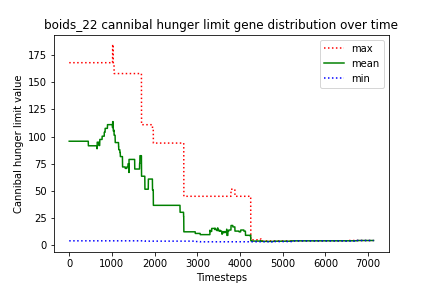 boids_22 cannibal hunger limit gene distribution over time
max
mean
min
Cannibal hunger limit value
175
150
125
100
75
50
25
0
0 1000 2000 3000 4000 5000 6000 7000
Timesteps